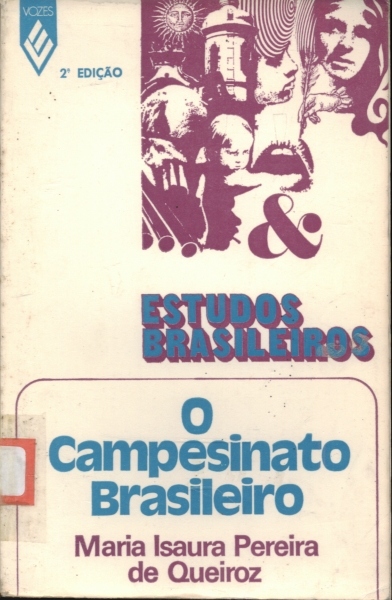 VOZES
2ª EDIÇÃO
&
ESTUDOS
BRASILEIROS
O
Campesinato
Brasileiro
Maria Isaura Pereira
de Queiroz